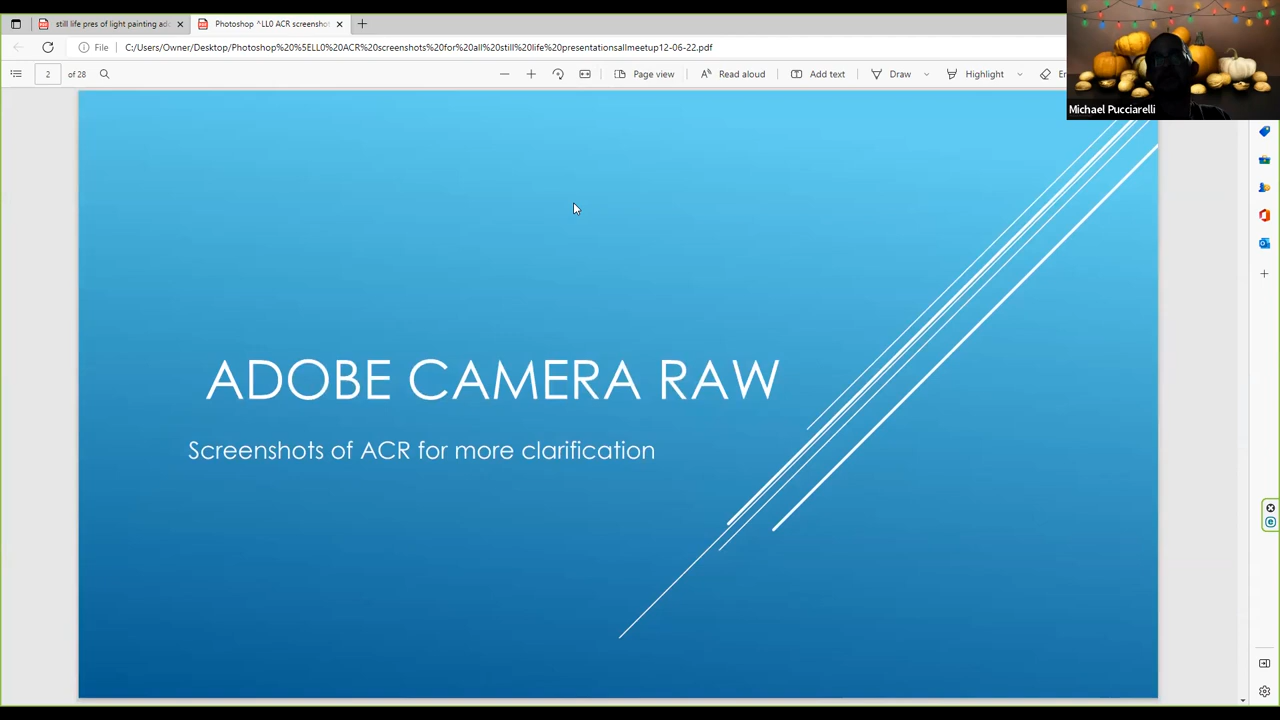 still life pres of light painting ado
Photoshop ^LL0 ACR screenshot
File
C:/Users/Owner/Desktop/Photoshop%20%5ELL0%20ACR%20screenshots%20for%20all%20still%20life%20presentationsallmeetup12-06-22.pdf
2 of 28
Page view
Read aloud
Add text
Draw
Highlight
Michael Pucciarelli
ADOBE CAMERA RAW
Screenshots of ACR for more clarification